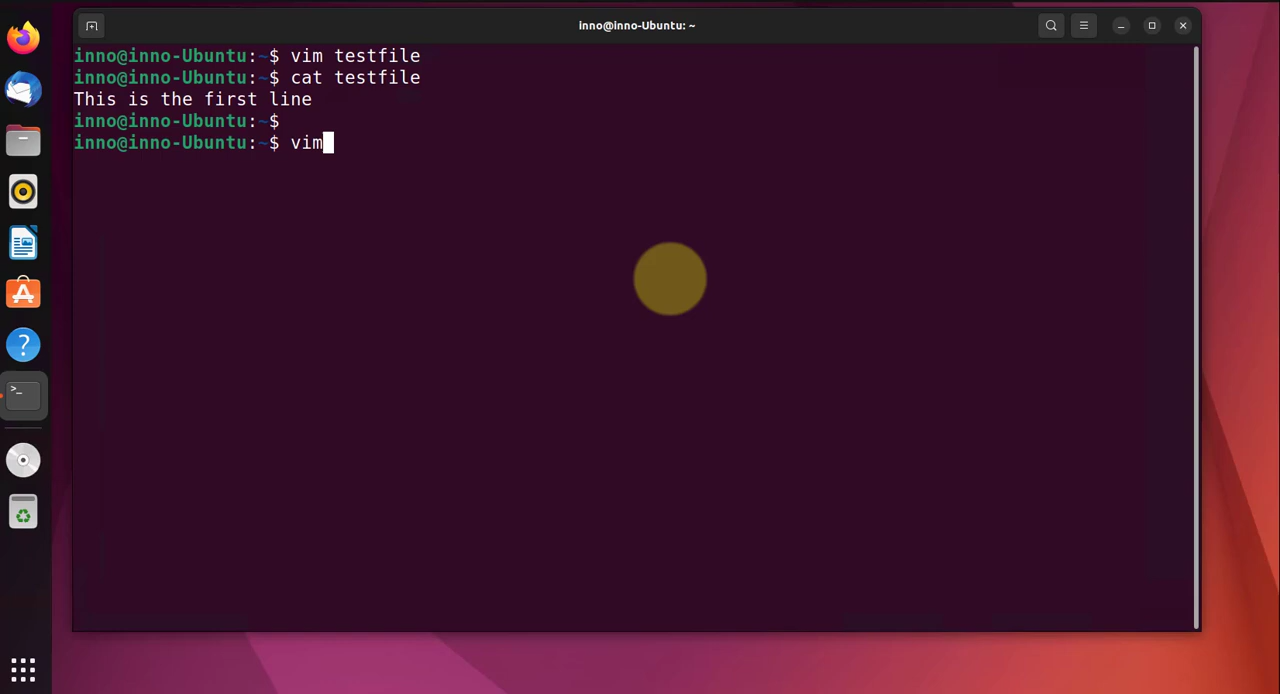 inno@inno-Ubuntu: ~
inno@inno-Ubuntu:~$ vim testfile
inno@inno-Ubuntu:~$ cat testfile
This is the first line
inno@inno-Ubuntu:~$
inno@inno-Ubuntu:~$ vim